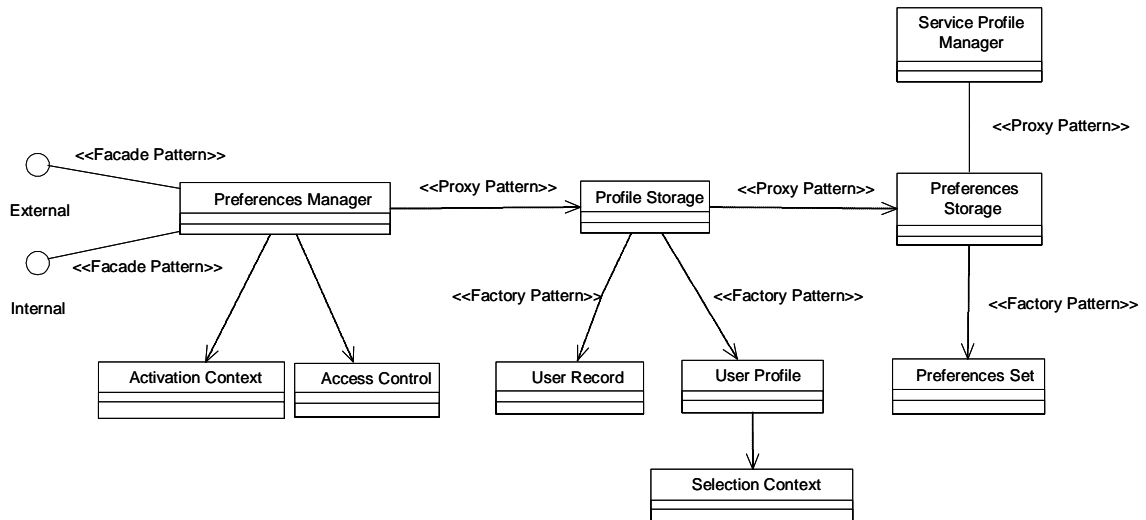 Service Profile
Manager
<<Proxy Pattern>>
<<Facade Pattern>>
External
Preferences Manager
<<Proxy Pattern>>
Profile Storage
<<Proxy Pattern>>
Preferences
Storage
<<Facade Pattern>>
Internal
<<Factory Pattern>>
<<Factory Pattern>>
<<Factory Pattern>>
Activation Context
Access Control
User Record
User Profile
Preferences Set
Selection Context